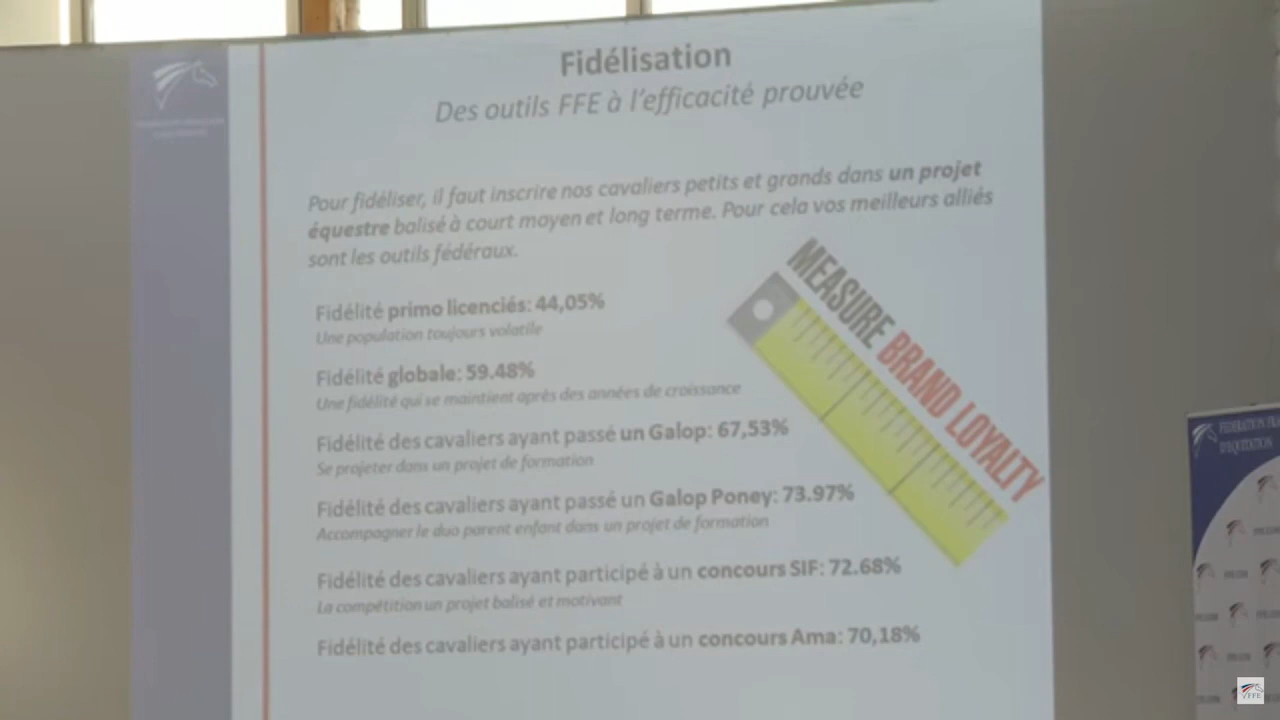 Fidélisation
Des outils FFE à l’efficacité prouvée
Pour fidéliser, il faut inscrire nos cavaliers petits et grands dans un projet
équestre balisé à court moyen et long terme. Pour cela vos meilleurs alliés
sont les outils fédéraux.
Fidélité primo licenciés: 44,05%
Une population toujours volatile
Fidélité globale: 59.48%
Une fidélité qui se maintient après des années de croissance
Fidélité des cavaliers ayant passé un Galop: 67,53%
Se projeter dans un projet de formation
Fidélité des cavaliers ayant passé un Galop Poney: 73.97%
Accompagner le duo parent enfant dans un projet de formation
Fidélité des cavaliers ayant participé à un concours SIF: 72.68%
La compétition un projet balisé et motivant
Fidélité des cavaliers ayant participé à un concours Ama: 70,18%
MEASURE BRAND LOYALTY
FEDERATION FRA
D'EQUITATION
FFE